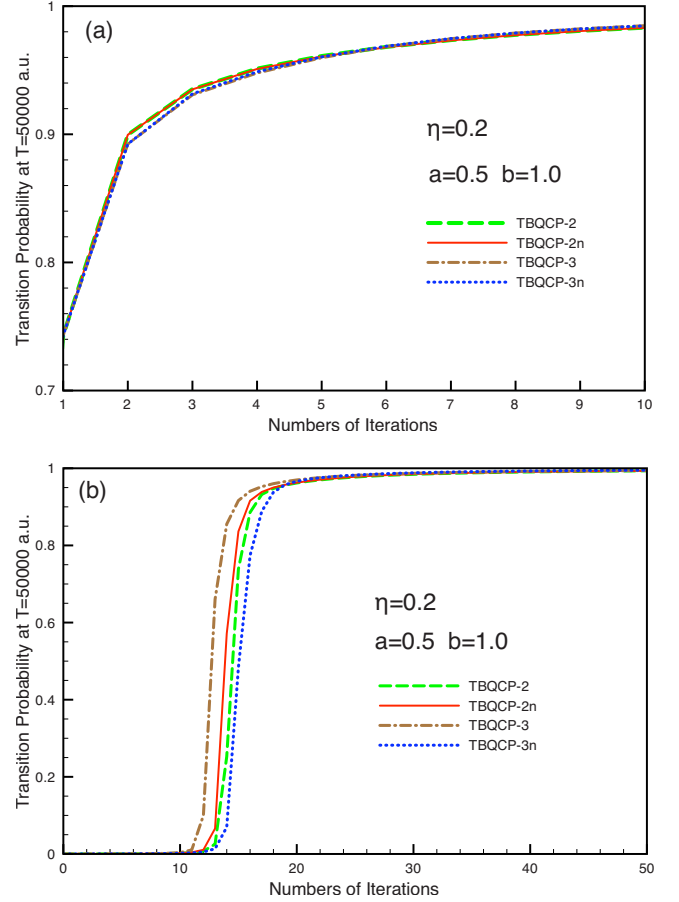 (a)
Transition Probability at T=50000 a.u.
1
0.9
0.8
0.7
η=0.2
a=0.5 b=1.0
TBQCP-2
TBQCP-2n
TBQCP-3
TBQCP-3n
1 2 3 4 5 6 7 8 9 10
Numbers of Iterations
(b)
Transition Probability at T=50000 a.u.
1
0.8
0.6
0.4
0.2
0
η=0.2
a=0.5 b=1.0
TBQCP-2
TBQCP-2n
TBQCP-3
TBQCP-3n
0 10 20 30 40 50
Numbers of Iterations